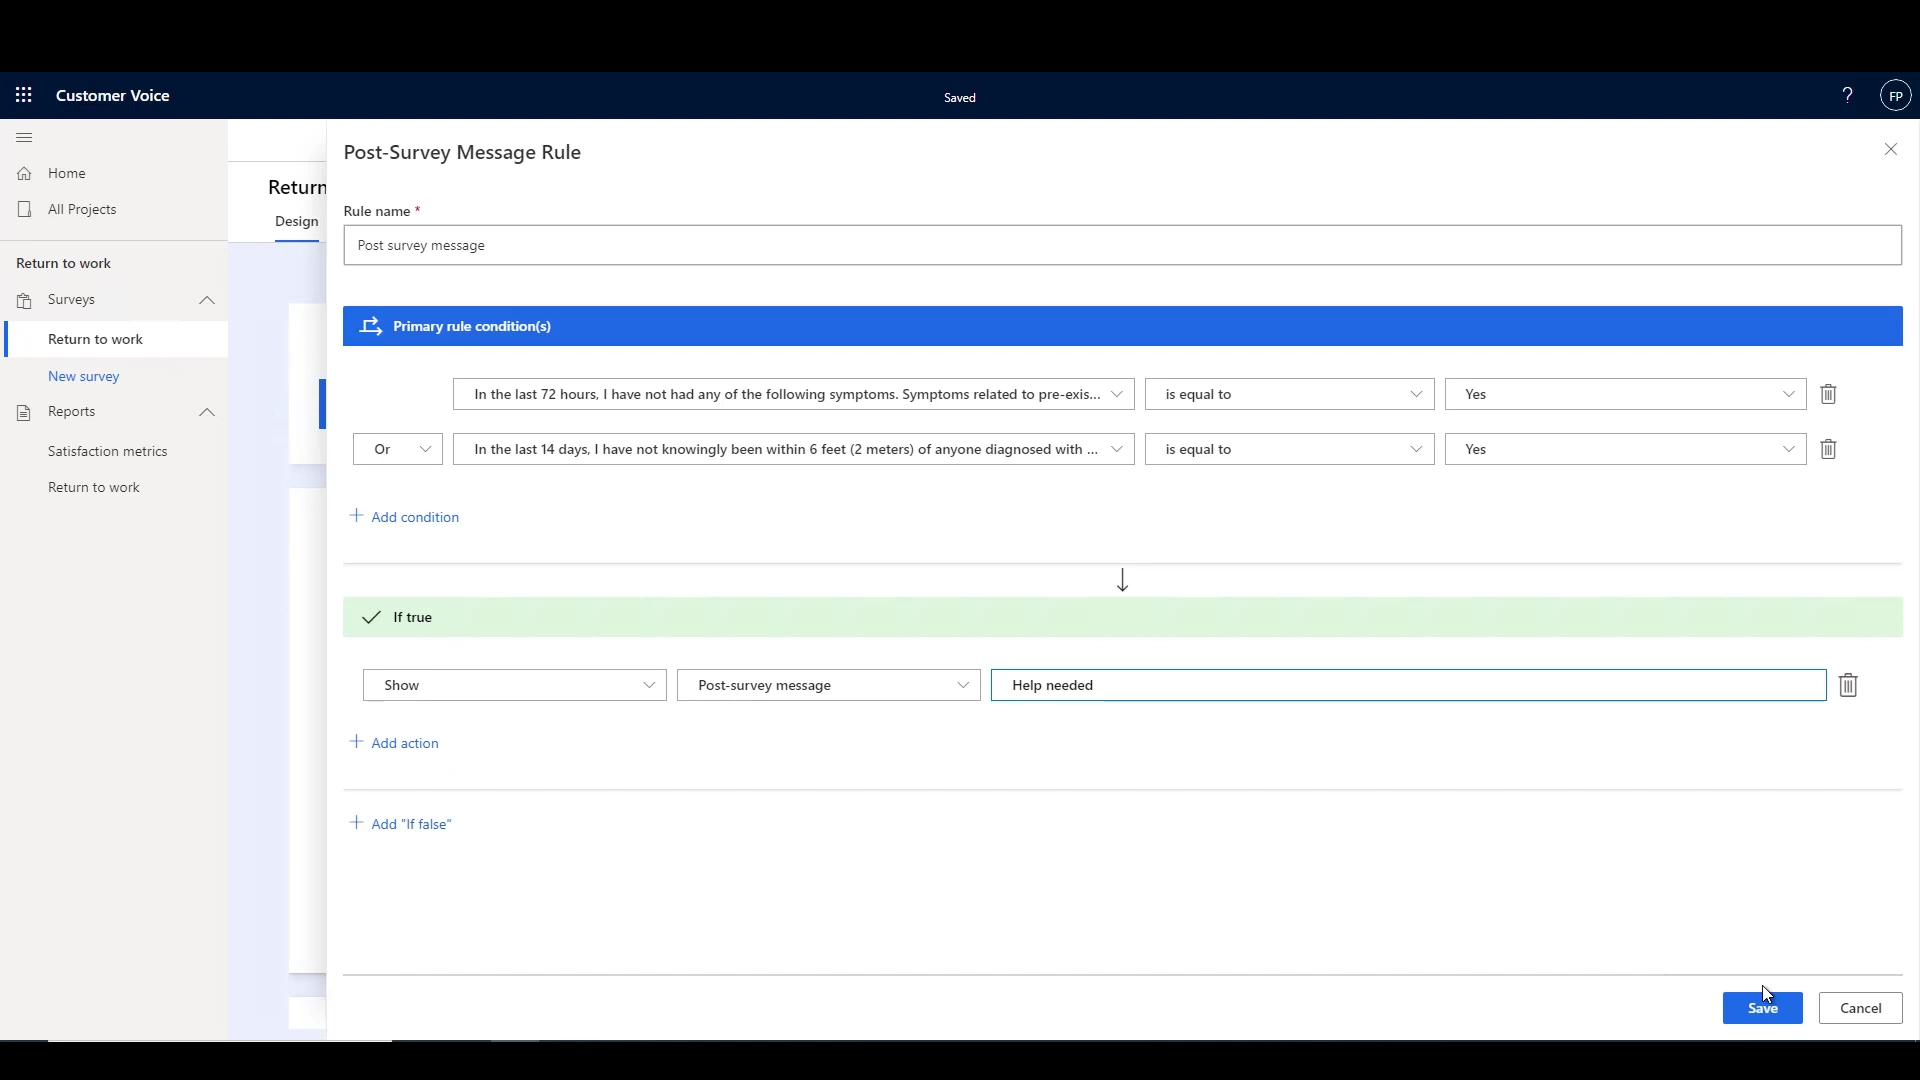 Customer Voice
Saved
?
FP
Home
All Projects
Return to work
Surveys
Return to work
New survey
Reports
Satisfaction metrics
Return to work
Return
Design
Post-Survey Message Rule
Rule name *
Post survey message
Primary rule condition(s)
In the last 72 hours, I have not had any of the following symptoms. Symptoms related to pre-exis... is equal to Yes
Or In the last 14 days, I have not knowingly been within 6 feet (2 meters) of anyone diagnosed with ... is equal to Yes
+ Add condition
If true
Show Post-survey message Help needed
+ Add action
+ Add "If false"
Save Cancel